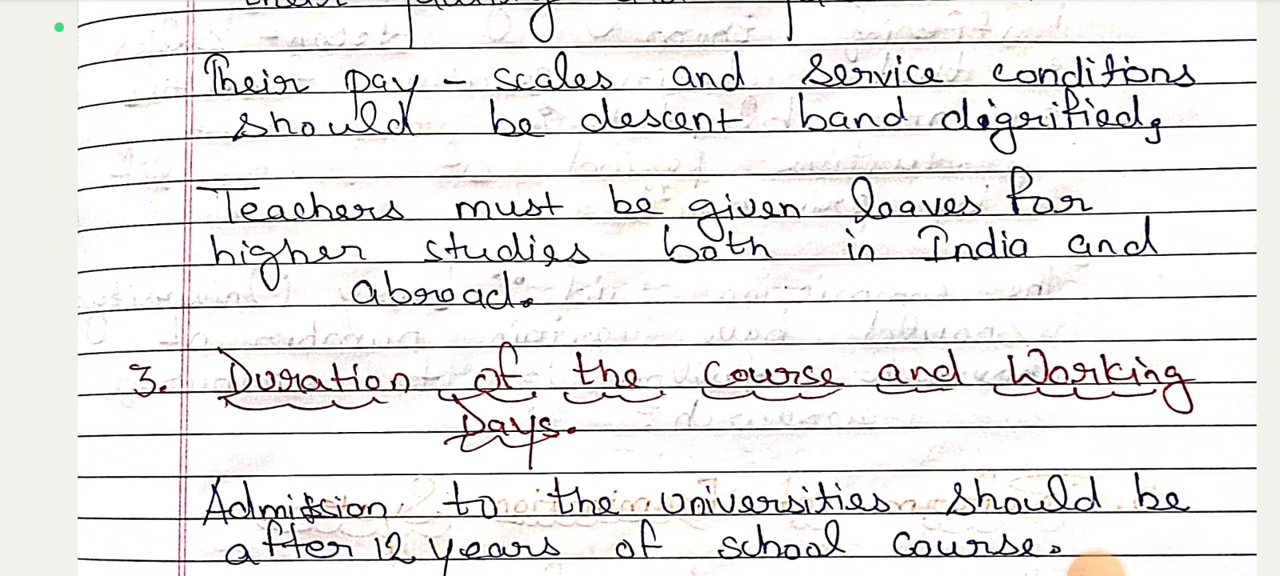 Their pay - scales and service conditions
should be descent band digrified,
Teachers must be given leaves for
higher studies both in India and
abroad.
3. Duration of the Course and Working
Days.
Admission to the universities should be
after 12 years of school course.